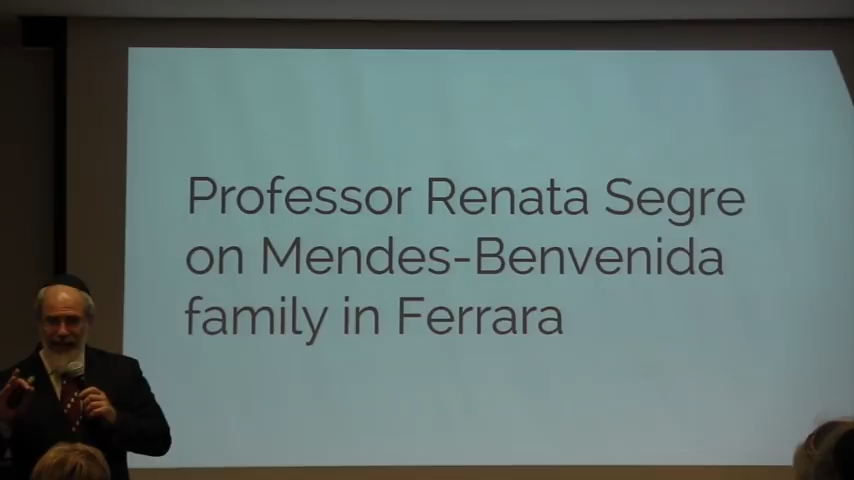 Professor Renata Segre
on Mendes-Benvenida
family in Ferrara